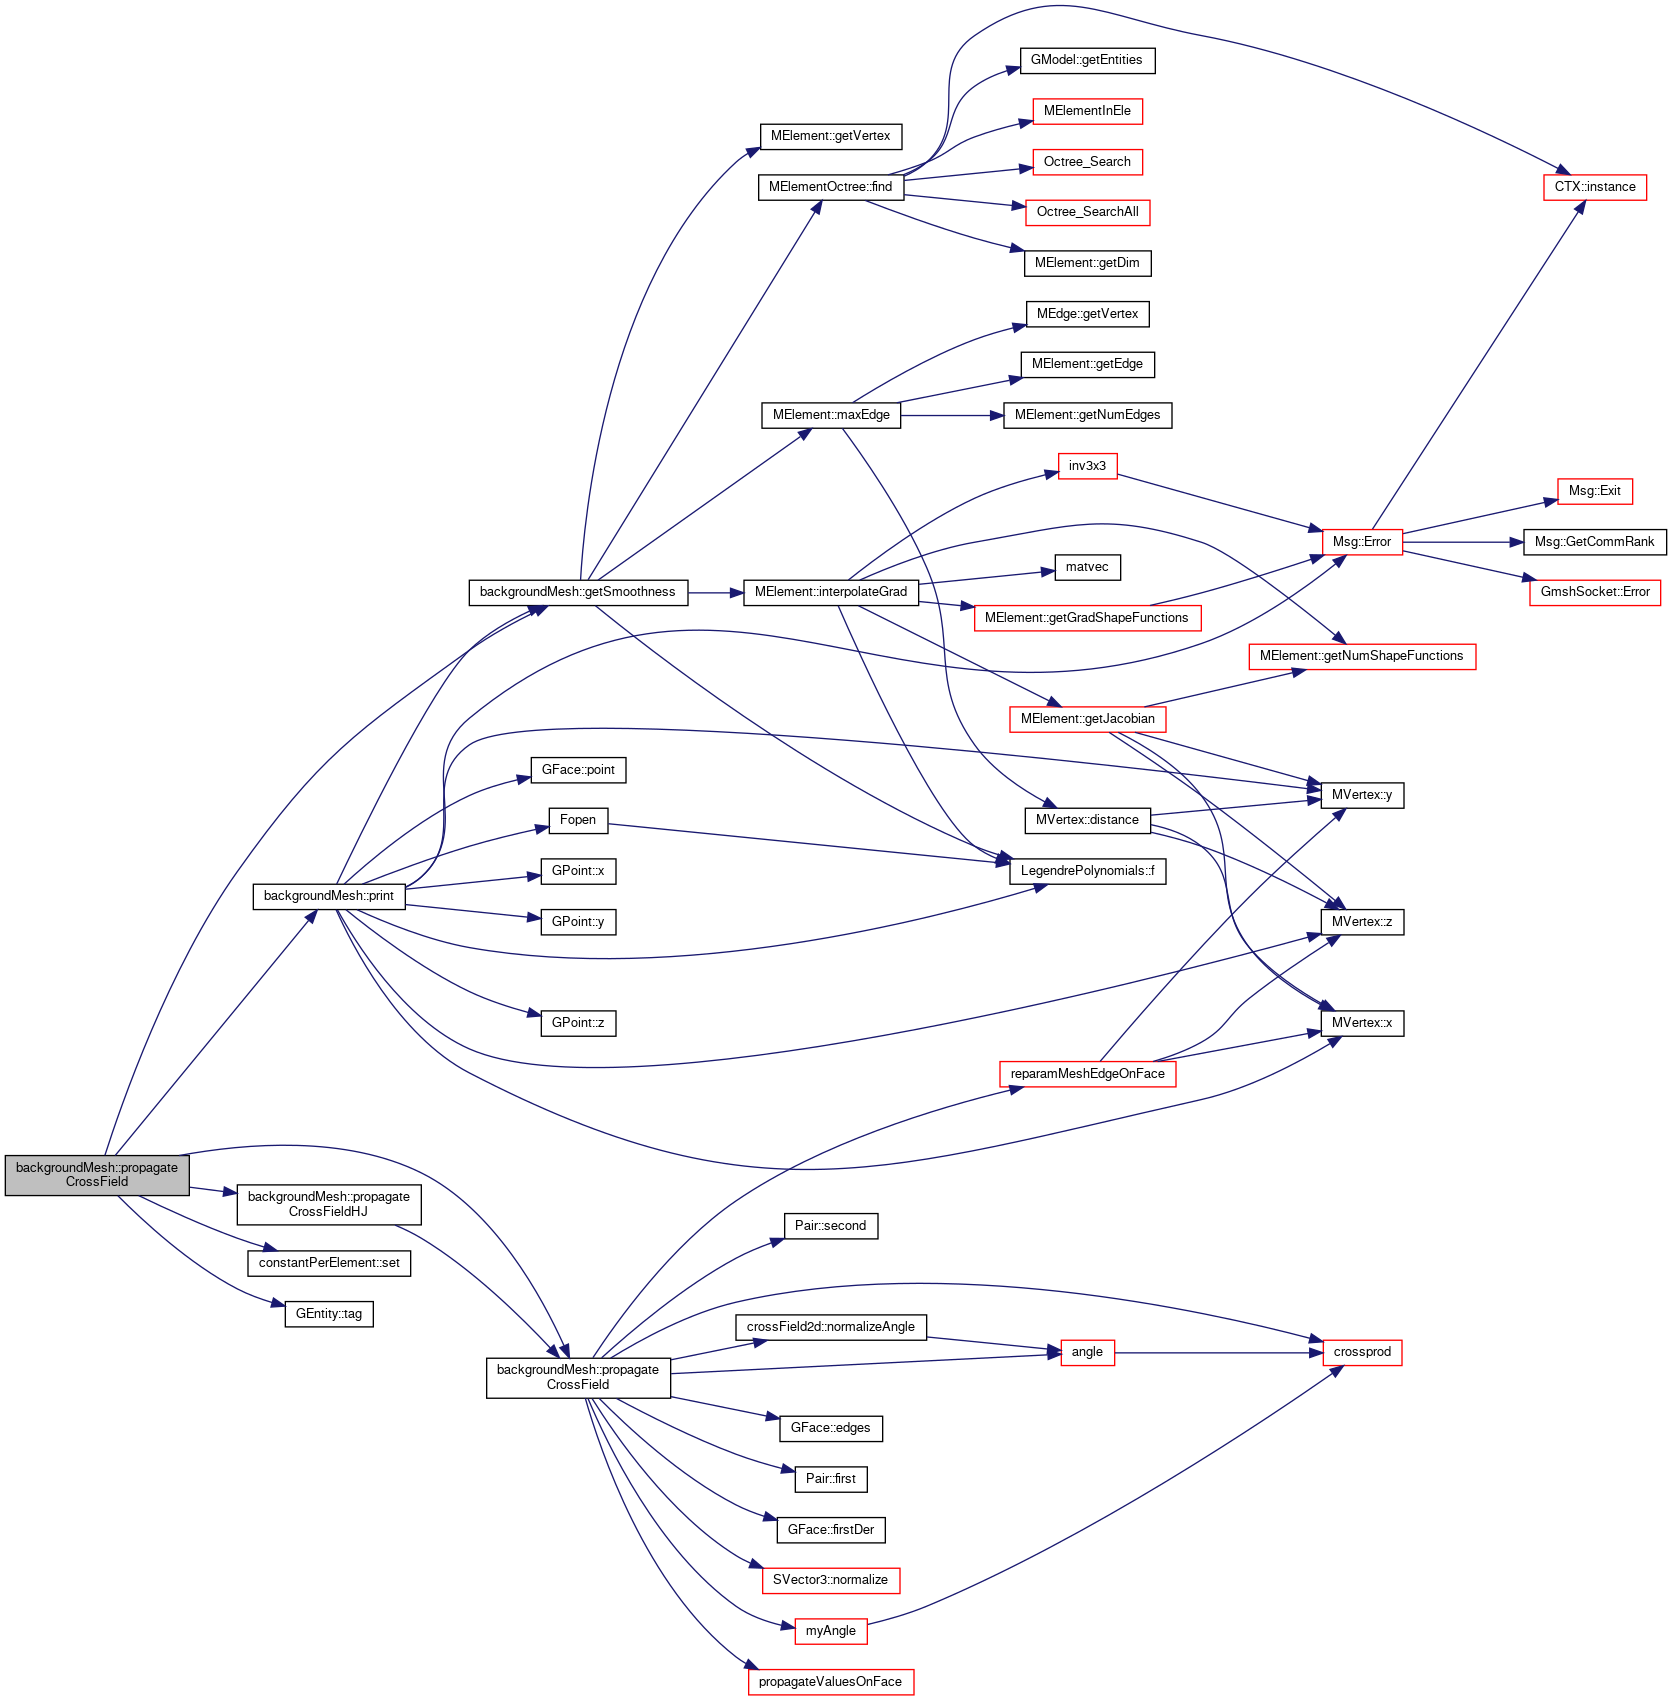 GModel::getEntities
MElementInEle
MElement::getVertex
Octree_Search
MElementOctree::find
CTX::instance
Octree_SearchAll
MElement::getDim
MEdge::getVertex
MElement::getEdge
MElement::maxEdge
MElement::getNumEdges
inv3x3
Msg::Exit
Msg::Error
Msg::GetCommRank
matvec
backgroundMesh::getSmoothness
MElement::interpolateGrad
GmshSocket::Error
MElement::getGradShapeFunctions
MElement::getNumShapeFunctions
MElement::getJacobian
GFace::point
MVertex::y
Fopen
MVertex::distance
GPoint::x
LegendrePolynomials::f
backgroundMesh::print
GPoint::y
MVertex::z
GPoint::z
MVertex::x
reparamMeshEdgeOnFace
backgroundMesh::propagate
CrossField
backgroundMesh::propagate
CrossFieldHJ
Pair::second
constantPerElement::set
GEntity::tag
crossField2d::normalizeAngle
angle
crossprod
backgroundMesh::propagate
CrossField
GFace::edges
Pair::first
GFace::firstDer
SVector3::normalize
myAngle
propagateValuesOnFace